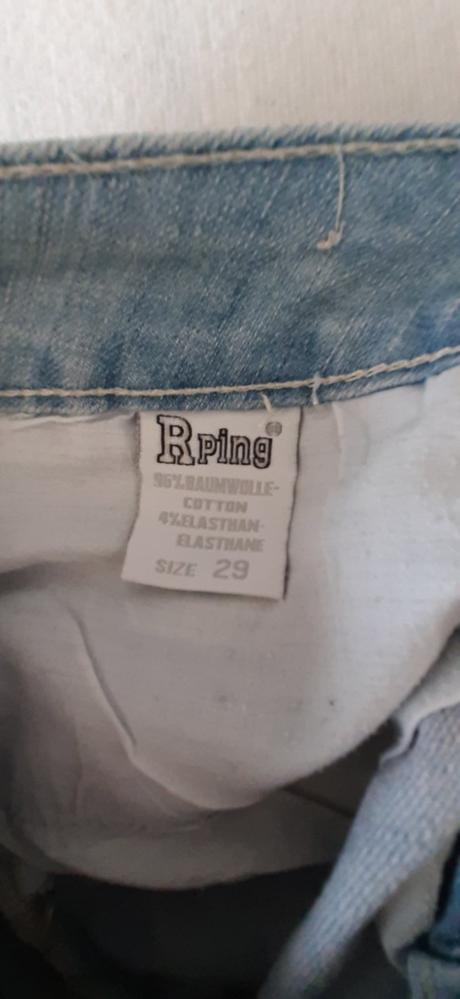 Rping®
96%BAUMWOLLE-
COTTON
4%ELASTHAN-
ELASTHANE
SIZE 29